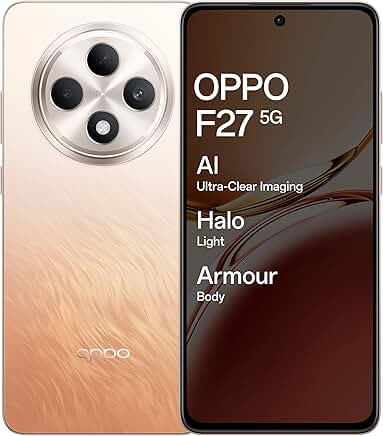 OPPO
F27 5G
AI
Ultra-Clear Imaging
Halo
Light
Armour
Body
oppo